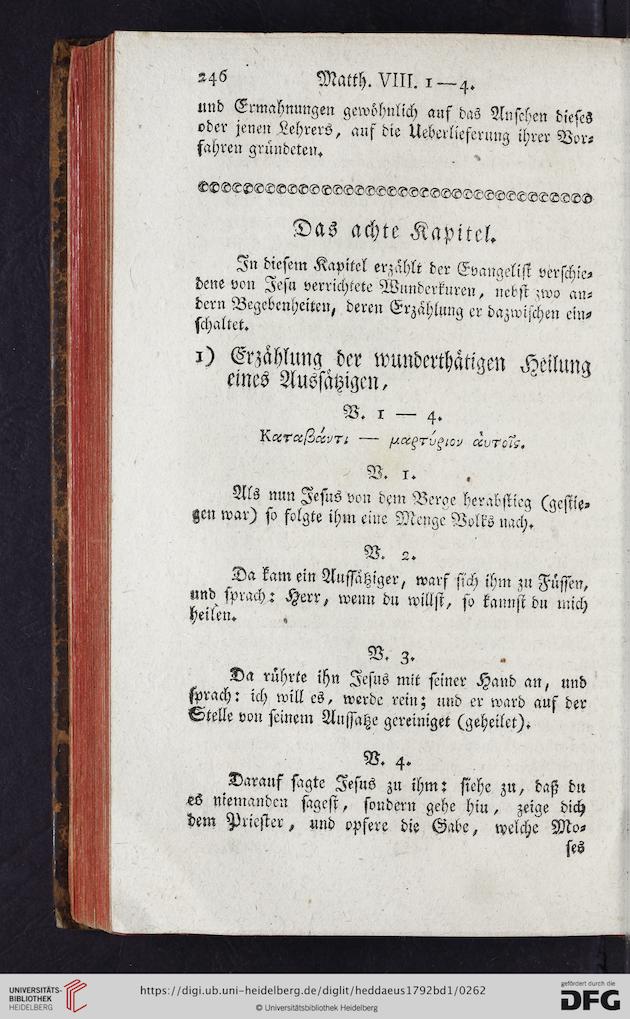 246 Matth. VIII. 1 — 4.
und Ermahnungen gewöhnlich auf das Ansehen dieses
oder jenen Lehrers, auf die Ueberlieferung ihrer Vor-
fahren gründeten.
Das achte Kapitel.
In diesem Kapitel erzählt der Evangelist verschie-
dene von Jesu verrichtete Wunderkuren, nebst zwo an-
dern Begebenheiten, deren Erzählung er dazwischen ein-
schaltet.
1) Erzählung der wunderthätigen Heilung
eines Aussätzigen,
V. 1 — 4.
Καταβάντι — μαρτύριον ἀυτοῖς.
V. 1.
Als nun Jesus von dem Berge herabstieg (gestie-
gen war) so folgte ihm eine Menge Volks nach.
V. 2.
Da kam ein Aussätziger, warf sich ihm zu Füssen,
und sprach: Herr, wenn du willst, so kannst du mich
heilen.
V. 3.
Da rührte ihn Jesus mit seiner Hand an, und
sprach: ich will es, werde rein; und er ward auf der
Stelle von seinem Aussatze gereiniget (geheilet).
V. 4.
Darauf sagte Jesus zu ihm: siehe zu, daß du
es niemanden sagest, sondern gehe hin, zeige dich
dem Priester, und opfere die Gabe, welche Mo-
ses
UNIVERSITÄTS-
BIBLIOTHEK
HEIDELBERG
https://digi.ub.uni-heidelberg.de/diglit/heddaeus1792bd1/0262
© Universitätsbibliothek Heidelberg
gefördert durch die
DFG